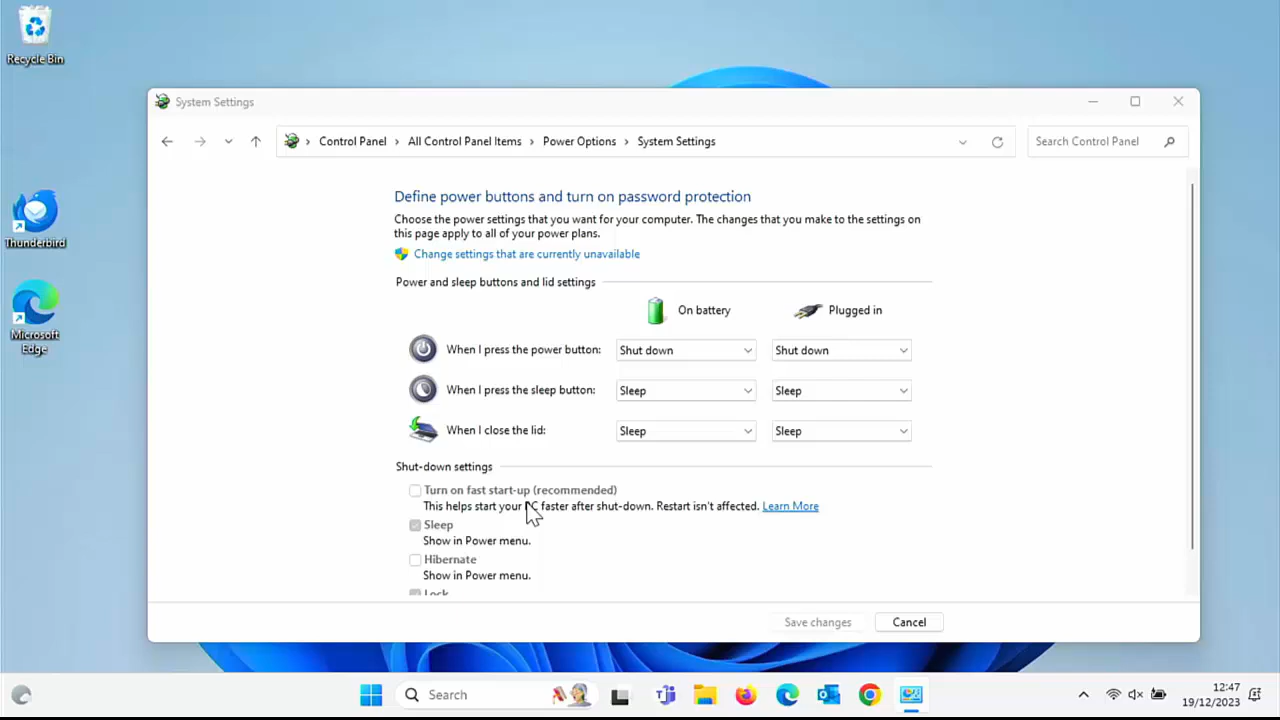 Recycle Bin
Thunderbird
Microsoft
Edge
System Settings
Control Panel
All Control Panel Items
Power Options
System Settings
Search Control Panel
Define power buttons and turn on password protection
Choose the power settings that you want for your computer. The changes that you make to the settings on
this page apply to all of your power plans.
Change settings that are currently unavailable
Power and sleep buttons and lid settings
On battery
Plugged in
When I press the power button:
Shut down
Shut down
When I press the sleep button:
Sleep
Sleep
When I close the lid:
Sleep
Sleep
Shut-down settings
Turn on fast start-up (recommended)
This helps start your PC faster after shut-down. Restart isn't affected. Learn More
Sleep
Show in Power menu.
Hibernate
Show in Power menu.
Lock
Save changes
Cancel
Search
12:47
19/12/2023